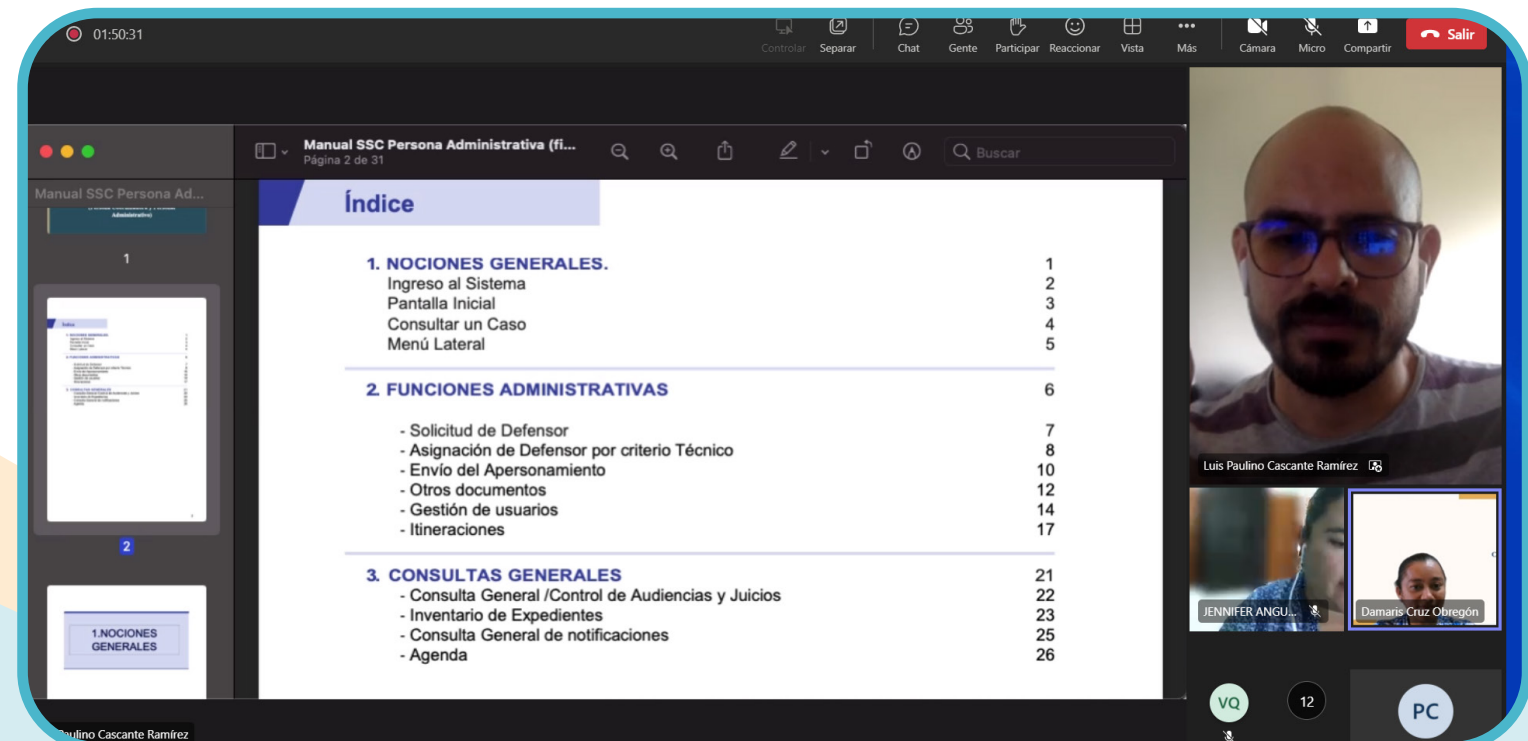 01:50:31
Controlar Separar Chat Gente Participar Reaccionar Vista Más Cámara Micro Compartir Salir
Manual SSC Persona Administrativa (fi...
Página 2 de 31
Buscar
Manual SSC Persona Ad...
Administrativo)
1
2
1.NOCIONES
GENERALES
Índice
1. NOCIONES GENERALES. 1
Ingreso al Sistema 2
Pantalla Inicial 3
Consultar un Caso 4
Menú Lateral 5
2. FUNCIONES ADMINISTRATIVAS 6
- Solicitud de Defensor 7
- Asignación de Defensor por criterio Técnico 8
- Envío del Apersonamiento 10
- Otros documentos 12
- Gestión de usuarios 14
- Itineraciones 17
3. CONSULTAS GENERALES 21
- Consulta General /Control de Audiencias y Juicios 22
- Inventario de Expedientes 23
- Consulta General de notificaciones 25
- Agenda 26
Luis Paulino Cascante Ramírez
JENNIFER ANGU...
Damaris Cruz Obregón
VQ
12
PC
Paulino Cascante Ramírez